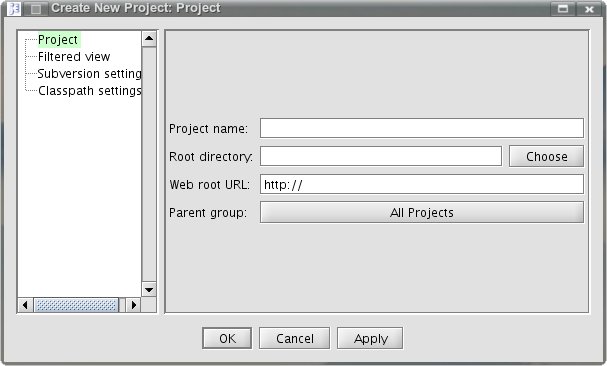 Create New Project: Project
Project
Filtered view
Subversion setting
Classpath settings
Project name:
Root directory:
Choose
Web root URL: http://
Parent group: All Projects
OK Cancel Apply